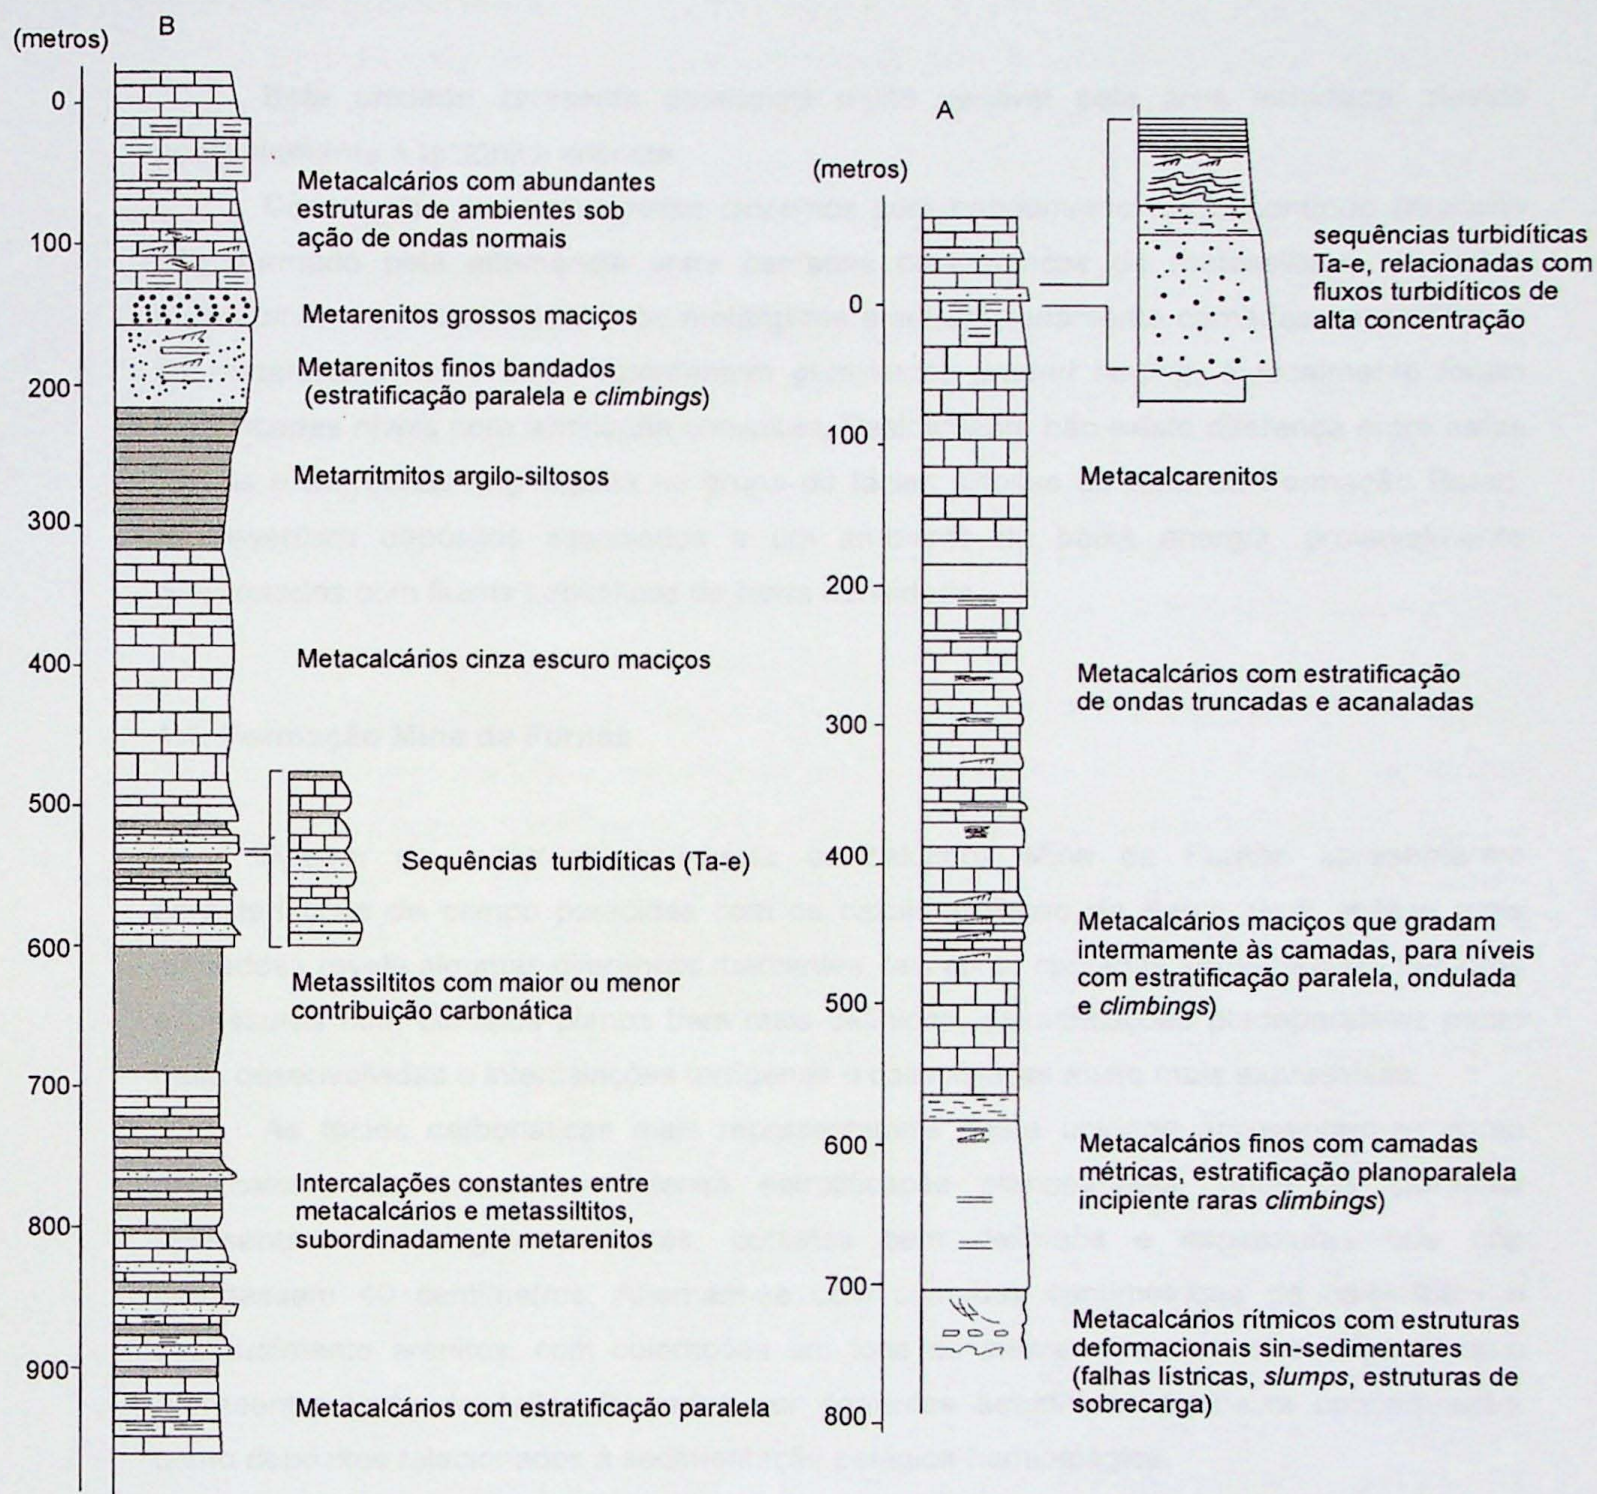 B
(metros)
0
100
200
300
400
500
600
700
800
900
Metacalcários com abundantes
estruturas de ambientes sob
ação de ondas normais
Metarenitos grossos maciços
Metarenitos finos bandados
(estratificação paralela e climbings)
Metarritmitos argilo-siltosos
Metacalcários cinza escuro maciços
Sequências turbidíticas (Ta-e)
Metassiltitos com maior ou menor
contribuição carbonática
Intercalações constantes entre
metacalcários e metassiltitos,
subordinadamente metarenitos
Metacalcários com estratificação paralela
A
(metros)
0
100
200
300
400
500
600
700
800
sequências turbidíticas
Ta-e, relacionadas com
fluxos turbidíticos de
alta concentração
Metacalcarenitos
Metacalcários com estratificação
de ondas truncadas e acanaladas
Metacalcários maciços que gradam
internamente às camadas, para níveis
com estratificação paralela, ondulada
e climbings)
Metacalcários finos com camadas
métricas, estratificação planoparalela
incipiente raras climbings)
Metacalcários rítmicos com estruturas
deformacionais sin-sedimentares
(falhas lístricas, slumps, estruturas de
sobrecarga)